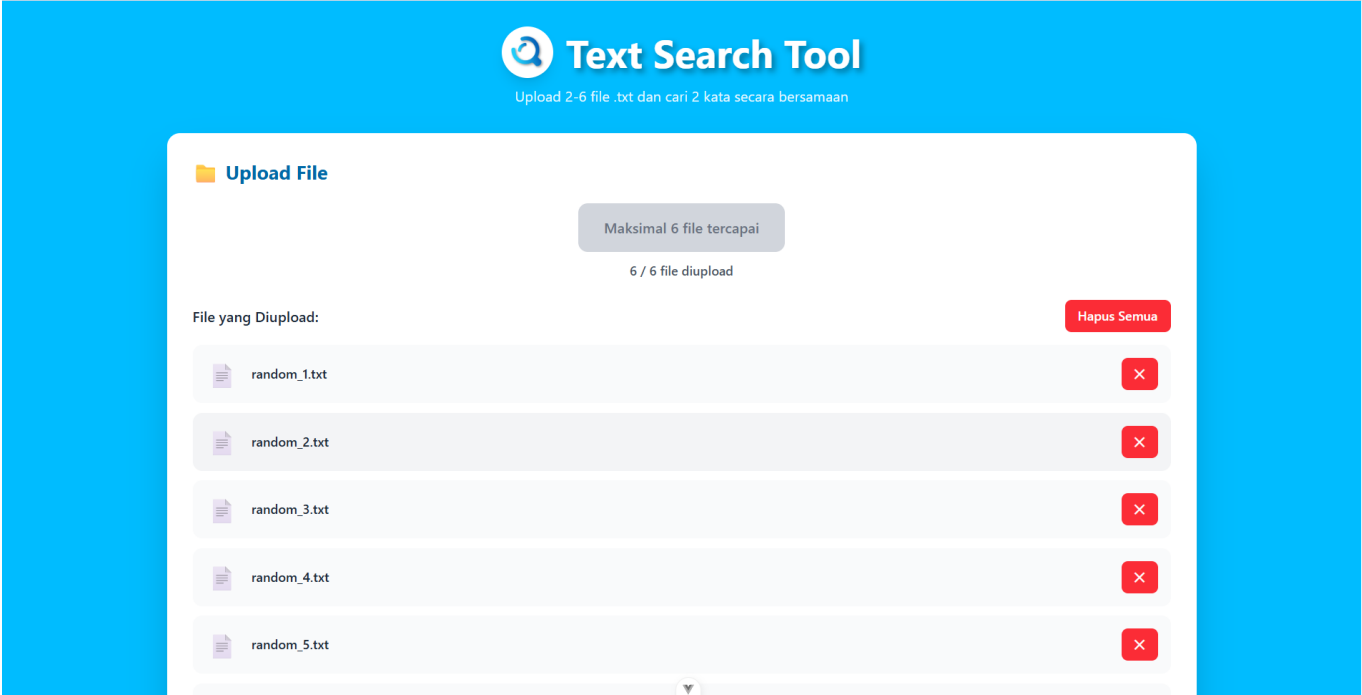 Text Search Tool
Upload 2-6 file .txt dan cari 2 kata secara bersamaan
Upload File
Maksimal 6 file tercapai
6 / 6 file diupload
File yang Diupload:
Hapus Semua
random_1.txt
random_2.txt
random_3.txt
random_4.txt
random_5.txt